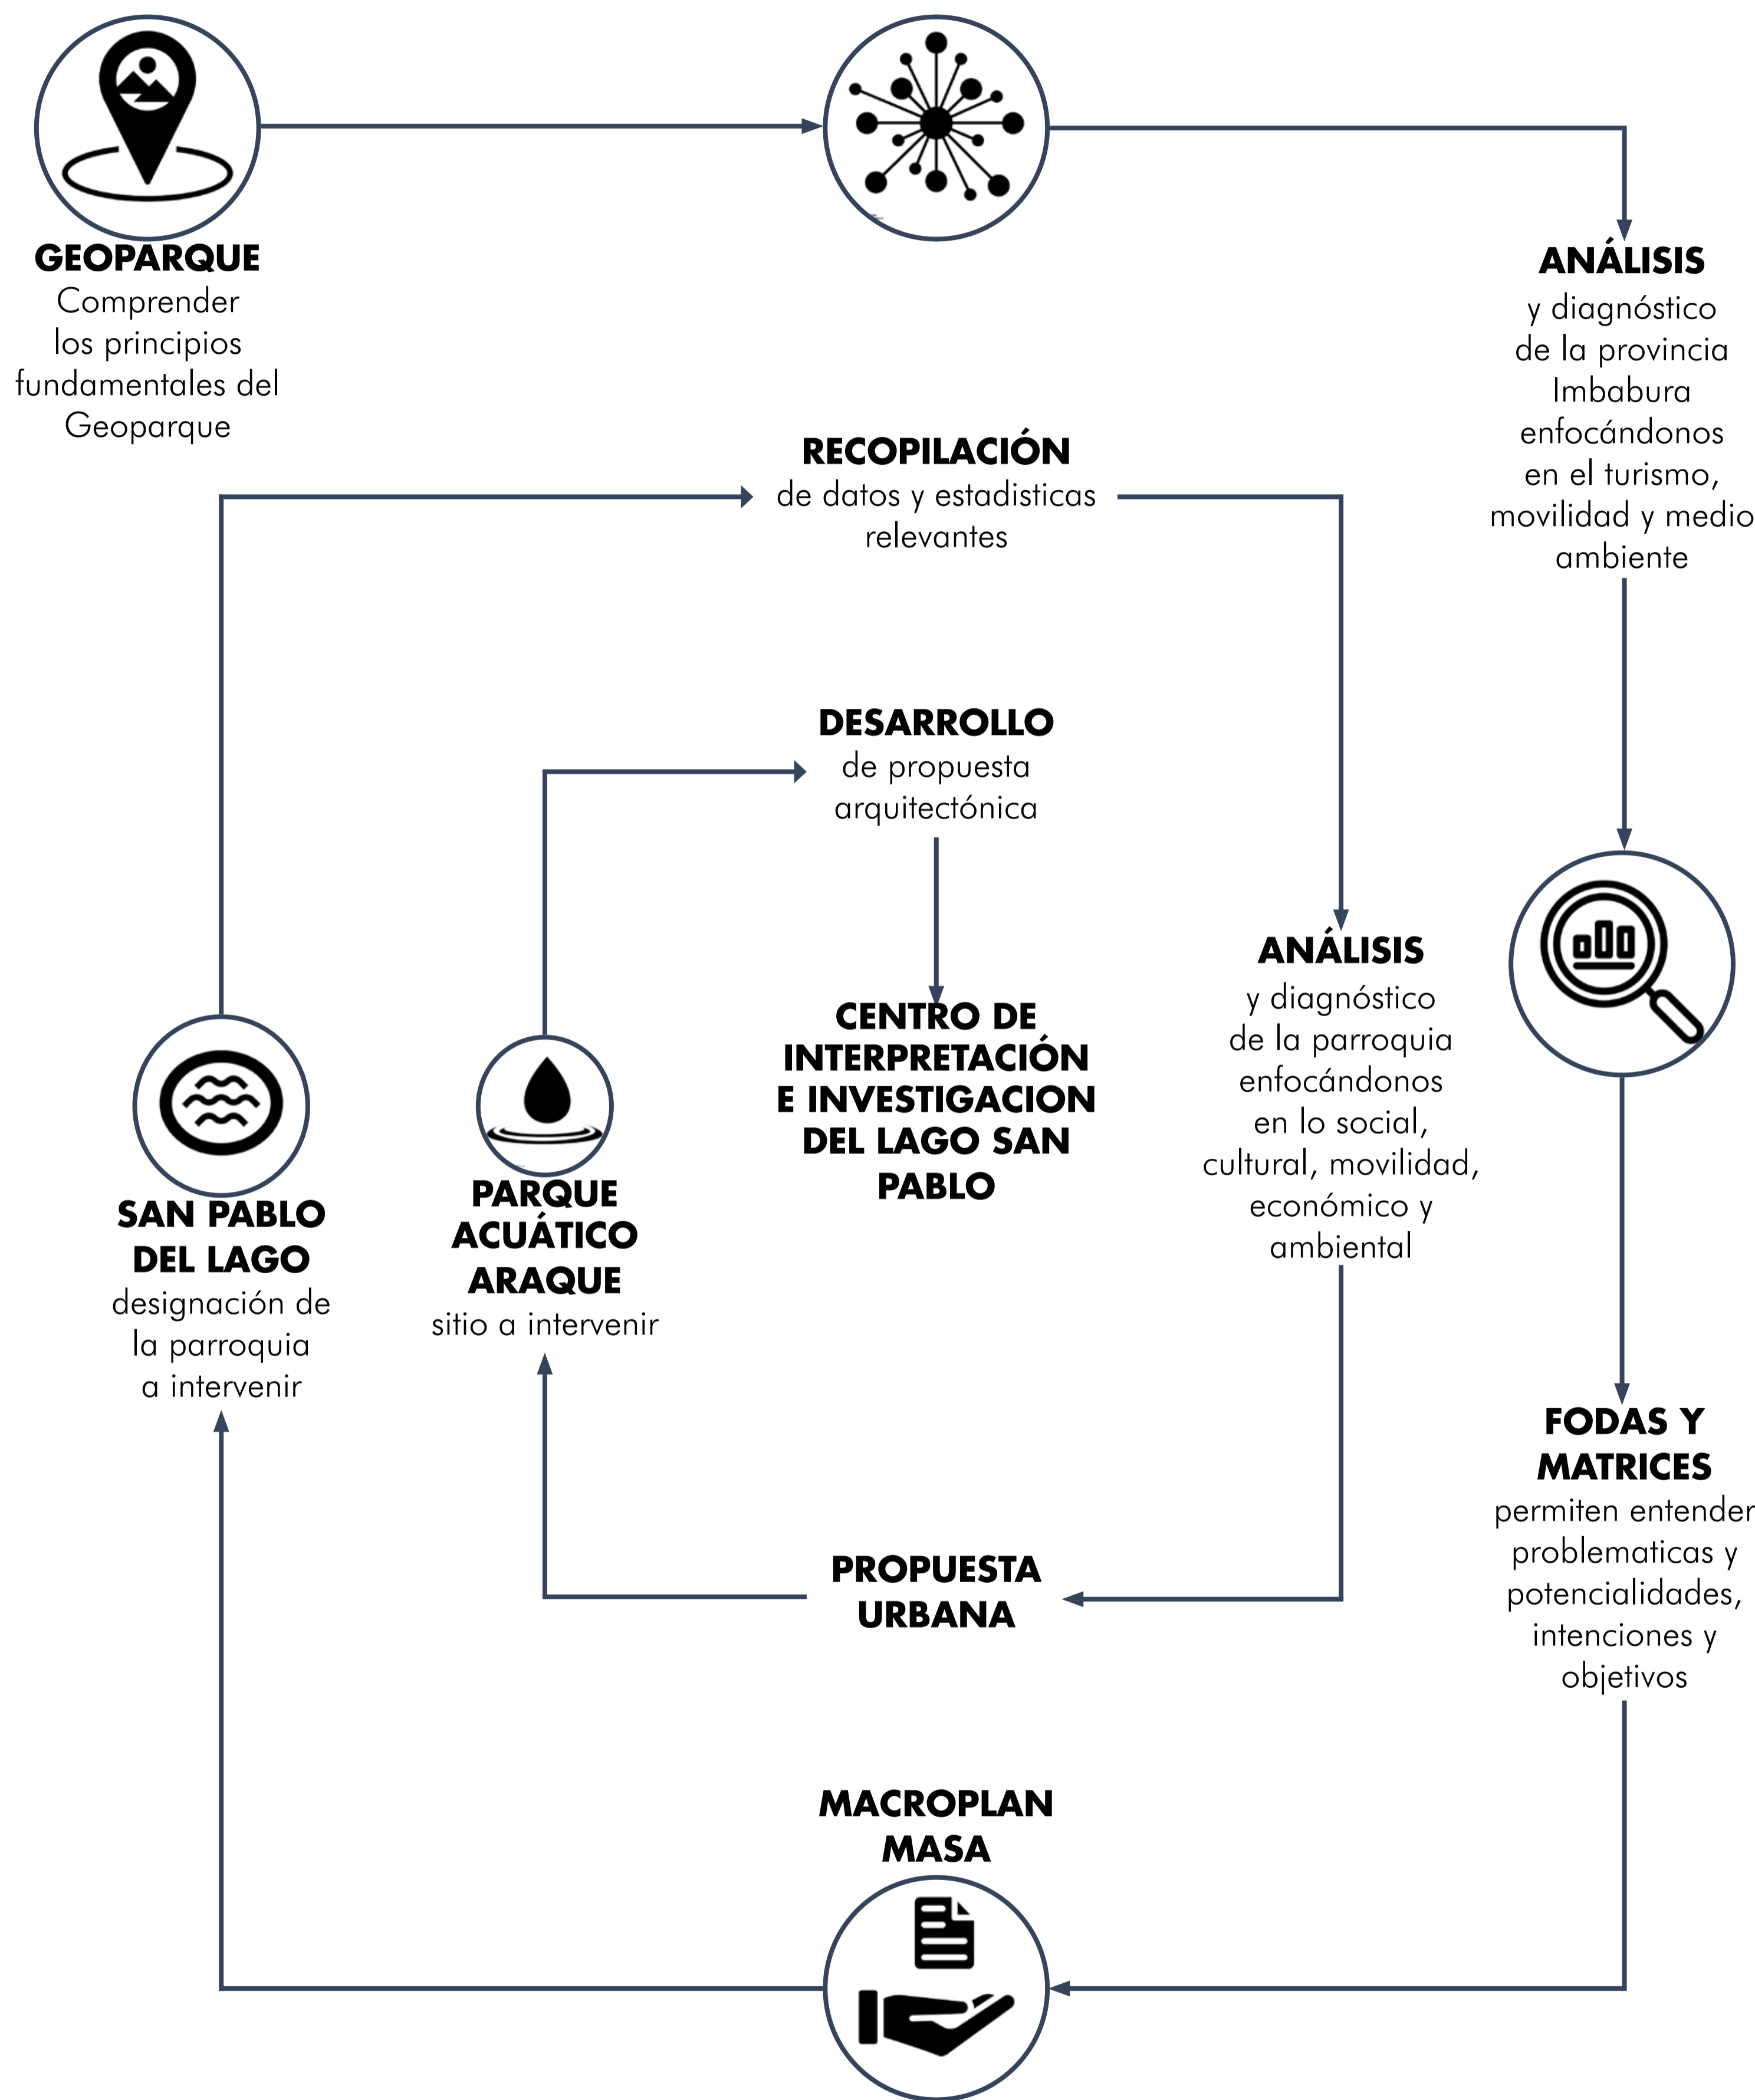 GEOPARQUE
Comprender
los principios
fundamentales del
Geoparque
ANÁLISIS
y diagnóstico
de la provincia
Imbabura
enfocándonos
en el turismo,
movilidad y medio
ambiente
RECOPILACIÓN
de datos y estadisticas
relevantes
DESARROLLO
de propuesta
arquitectónica
CENTRO DE
INTERPRETACIÓN
E INVESTIGACION
DEL LAGO SAN
PABLO
ANÁLISIS
y diagnóstico
de la parroquia
enfocándonos
en lo social,
cultural, movilidad,
económico y
ambiental
SAN PABLO
DEL LAGO
designación de
la parroquia
a intervenir
PARQUE
ACUÁTICO
ARAQUE
sitio a intervenir
FODAS Y
MATRICES
permiten entender
problematicas y
potencialidades,
intenciones y
objetivos
PROPUESTA
URBANA
MACROPLAN
MASA